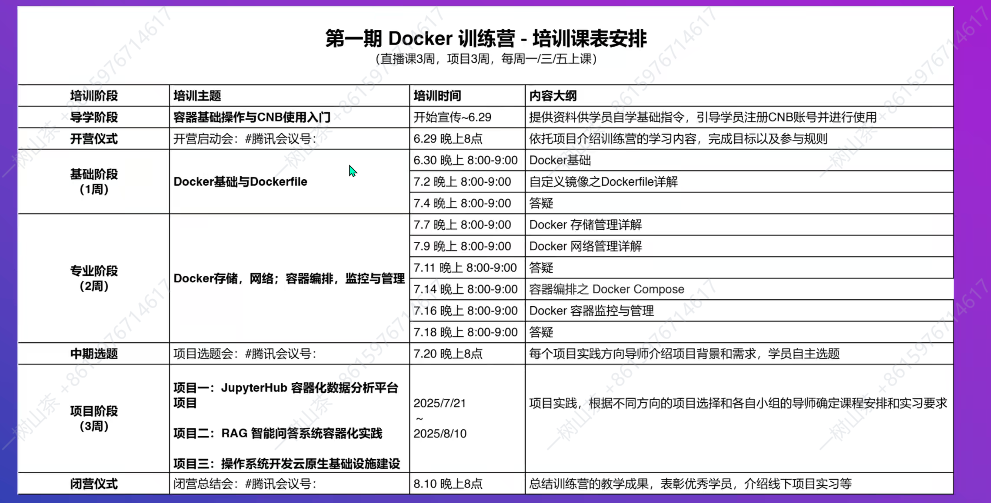 第一期 Docker 训练营 - 培训课表安排
（直播课3周，项目3周，每周一/三/五上课）
培训阶段 培训主题 培训时间 内容大纲
导学阶段 容器基础操作与CNB使用入门 开始宣传~6.29 提供资料供学员自学基础指令，引导学员注册CNB账号并进行使用
开营仪式 开营启动会：#腾讯会议号： 6.29 晚上8点 依托项目介绍训练营的学习内容，完成目标以及参与规则
基础阶段
（1周）
Docker基础与Dockerfile
6.30 晚上 8:00-9:00 Docker基础
7.2 晚上 8:00-9:00 自定义镜像之Dockerfile详解
7.4 晚上 8:00-9:00 答疑
专业阶段
（2周）
Docker存储，网络；容器编排，监控与管理
7.7 晚上 8:00-9:00 Docker 存储管理详解
7.9 晚上 8:00-9:00 Docker 网络管理详解
7.11 晚上 8:00-9:00 答疑
7.14 晚上 8:00-9:00 容器编排之 Docker Compose
7.16 晚上 8:00-9:00 Docker 容器监控与管理
7.18 晚上 8:00-9:00 答疑
中期选题 项目选题会：#腾讯会议号： 7.20 晚上8点 每个项目实践方向导师介绍项目背景和需求，学员自主选题
项目阶段
（3周）
项目一：JupyterHub 容器化数据分析平台
项目
项目二：RAG 智能问答系统容器化实践
项目三：操作系统开发云原生基础设施建设
2025/7/21
~
2025/8/10
项目实践，根据不同方向的项目选择和各自小组的导师确定课程安排和实习要求
闭营仪式 闭营总结会：#腾讯会议号： 8.10 晚上8点 总结训练营的教学成果，表彰优秀学员，介绍线下项目实习等
一树山茶 +8615976714617